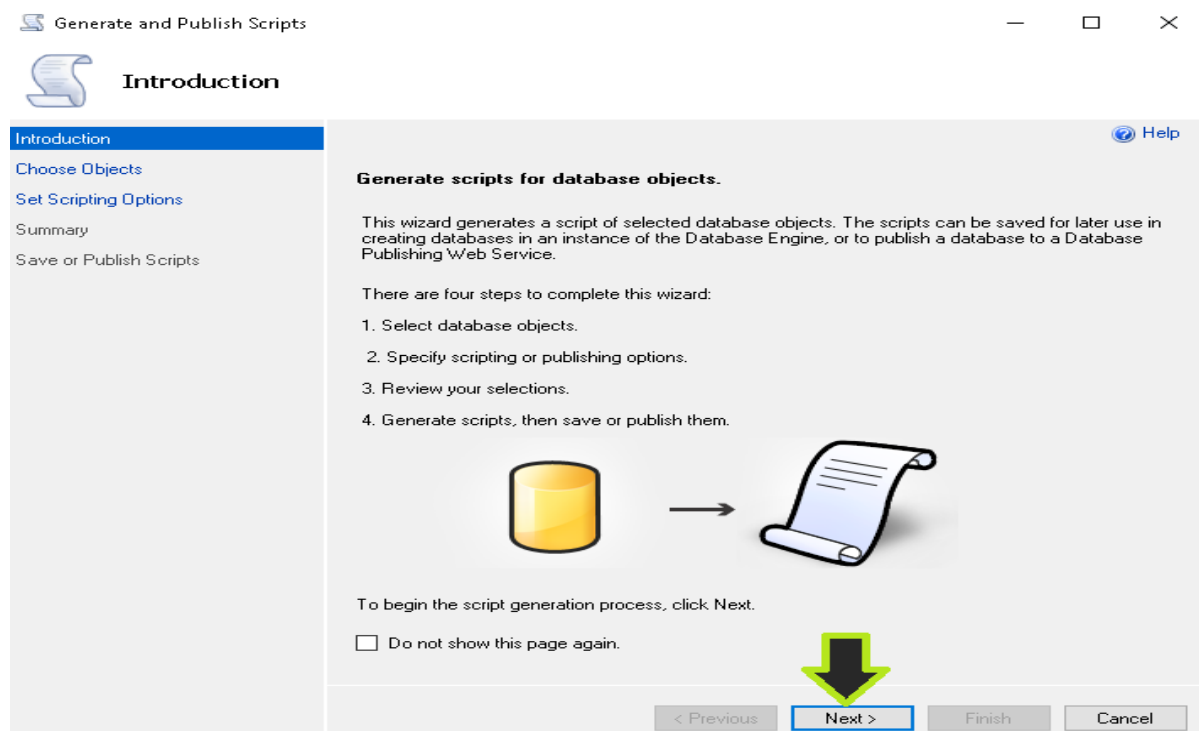 Generate and Publish Scripts
Introduction
Introduction
Choose Objects
Set Scripting Options
Summary
Save or Publish Scripts
Help
Generate scripts for database objects.
This wizard generates a script of selected database objects. The scripts can be saved for later use in
creating databases in an instance of the Database Engine, or to publish a database to a Database
Publishing Web Service.
There are four steps to complete this wizard:
1. Select database objects.
2. Specify scripting or publishing options.
3. Review your selections.
4. Generate scripts, then save or publish them.
To begin the script generation process, click Next.
Do not show this page again.
< Previous
Next >
Finish
Cancel